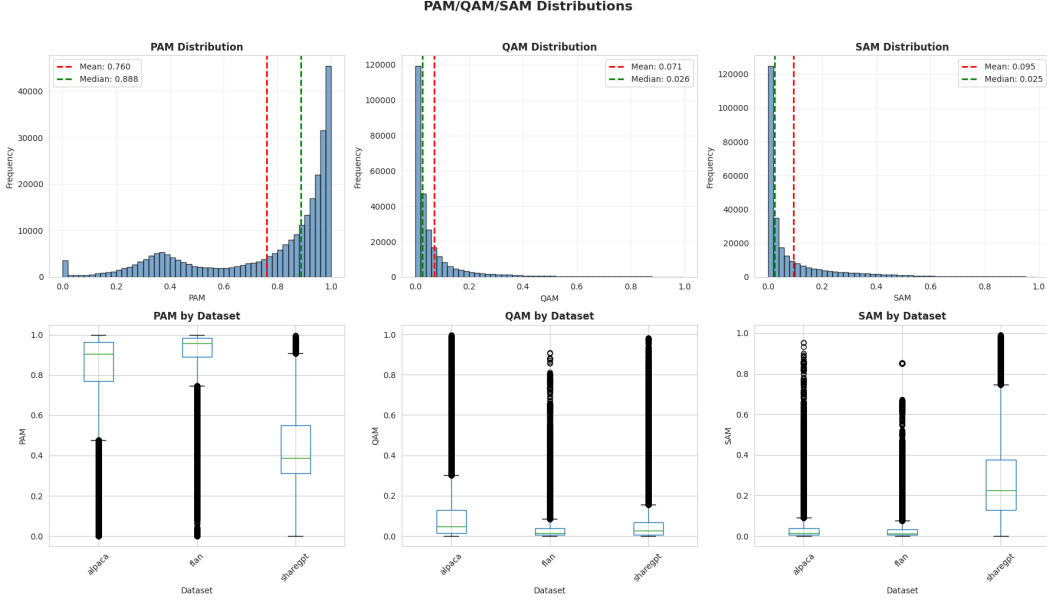 PAM/QAM/SAM Distributions
PAM Distribution
Mean: 0.760
Median: 0.888
Frequency
40000
30000
20000
10000
0
0.0 0.2 0.4 0.6 0.8 1.0
PAM
QAM Distribution
Mean: 0.071
Median: 0.026
Frequency
120000
100000
80000
60000
40000
20000
0
0.0 0.2 0.4 0.6 0.8 1.0
QAM
SAM Distribution
Mean: 0.095
Median: 0.025
Frequency
120000
100000
80000
60000
40000
20000
0
0.0 0.2 0.4 0.6 0.8 1.0
SAM
PAM by Dataset
PAM
1.0
0.8
0.6
0.4
0.2
0.0
alpaca flan sharegpt
Dataset
QAM by Dataset
QAM
1.0
0.8
0.6
0.4
0.2
0.0
alpaca flan sharegpt
Dataset
SAM by Dataset
SAM
1.0
0.8
0.6
0.4
0.2
0.0
alpaca flan sharegpt
Dataset